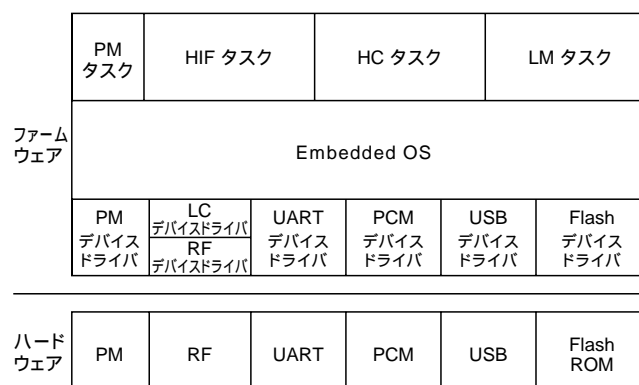 PM
タスク
HIF タスク
HC タスク
LM タスク
ファーム
ウェア
Embedded OS
PM
デバイス
ドライバ
LC
デバイスドライバ
RF
デバイスドライバ
UART
デバイス
ドライバ
PCM
デバイス
ドライバ
USB
デバイス
ドライバ
Flash
デバイス
ドライバ
ハード
ウェア
PM
RF
UART
PCM
USB
Flash
ROM